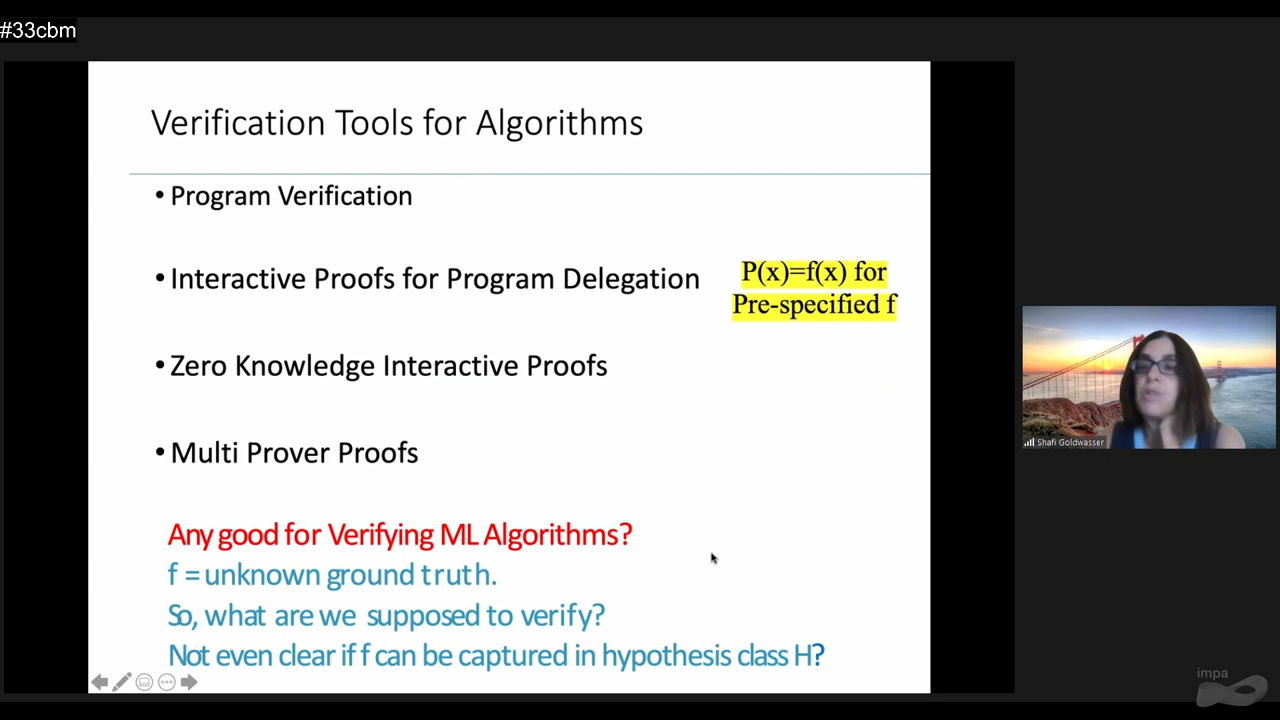 #33cbm
Verification Tools for Algorithms
• Program Verification
• Interactive Proofs for Program Delegation
P(x)=f(x) for
Pre-specified f
• Zero Knowledge Interactive Proofs
• Multi Prover Proofs
Any good for Verifying ML Algorithms?
f = unknown ground truth.
So, what are we supposed to verify?
Not even clear if f can be captured in hypothesis class H?
Shafi Goldwasser
impa